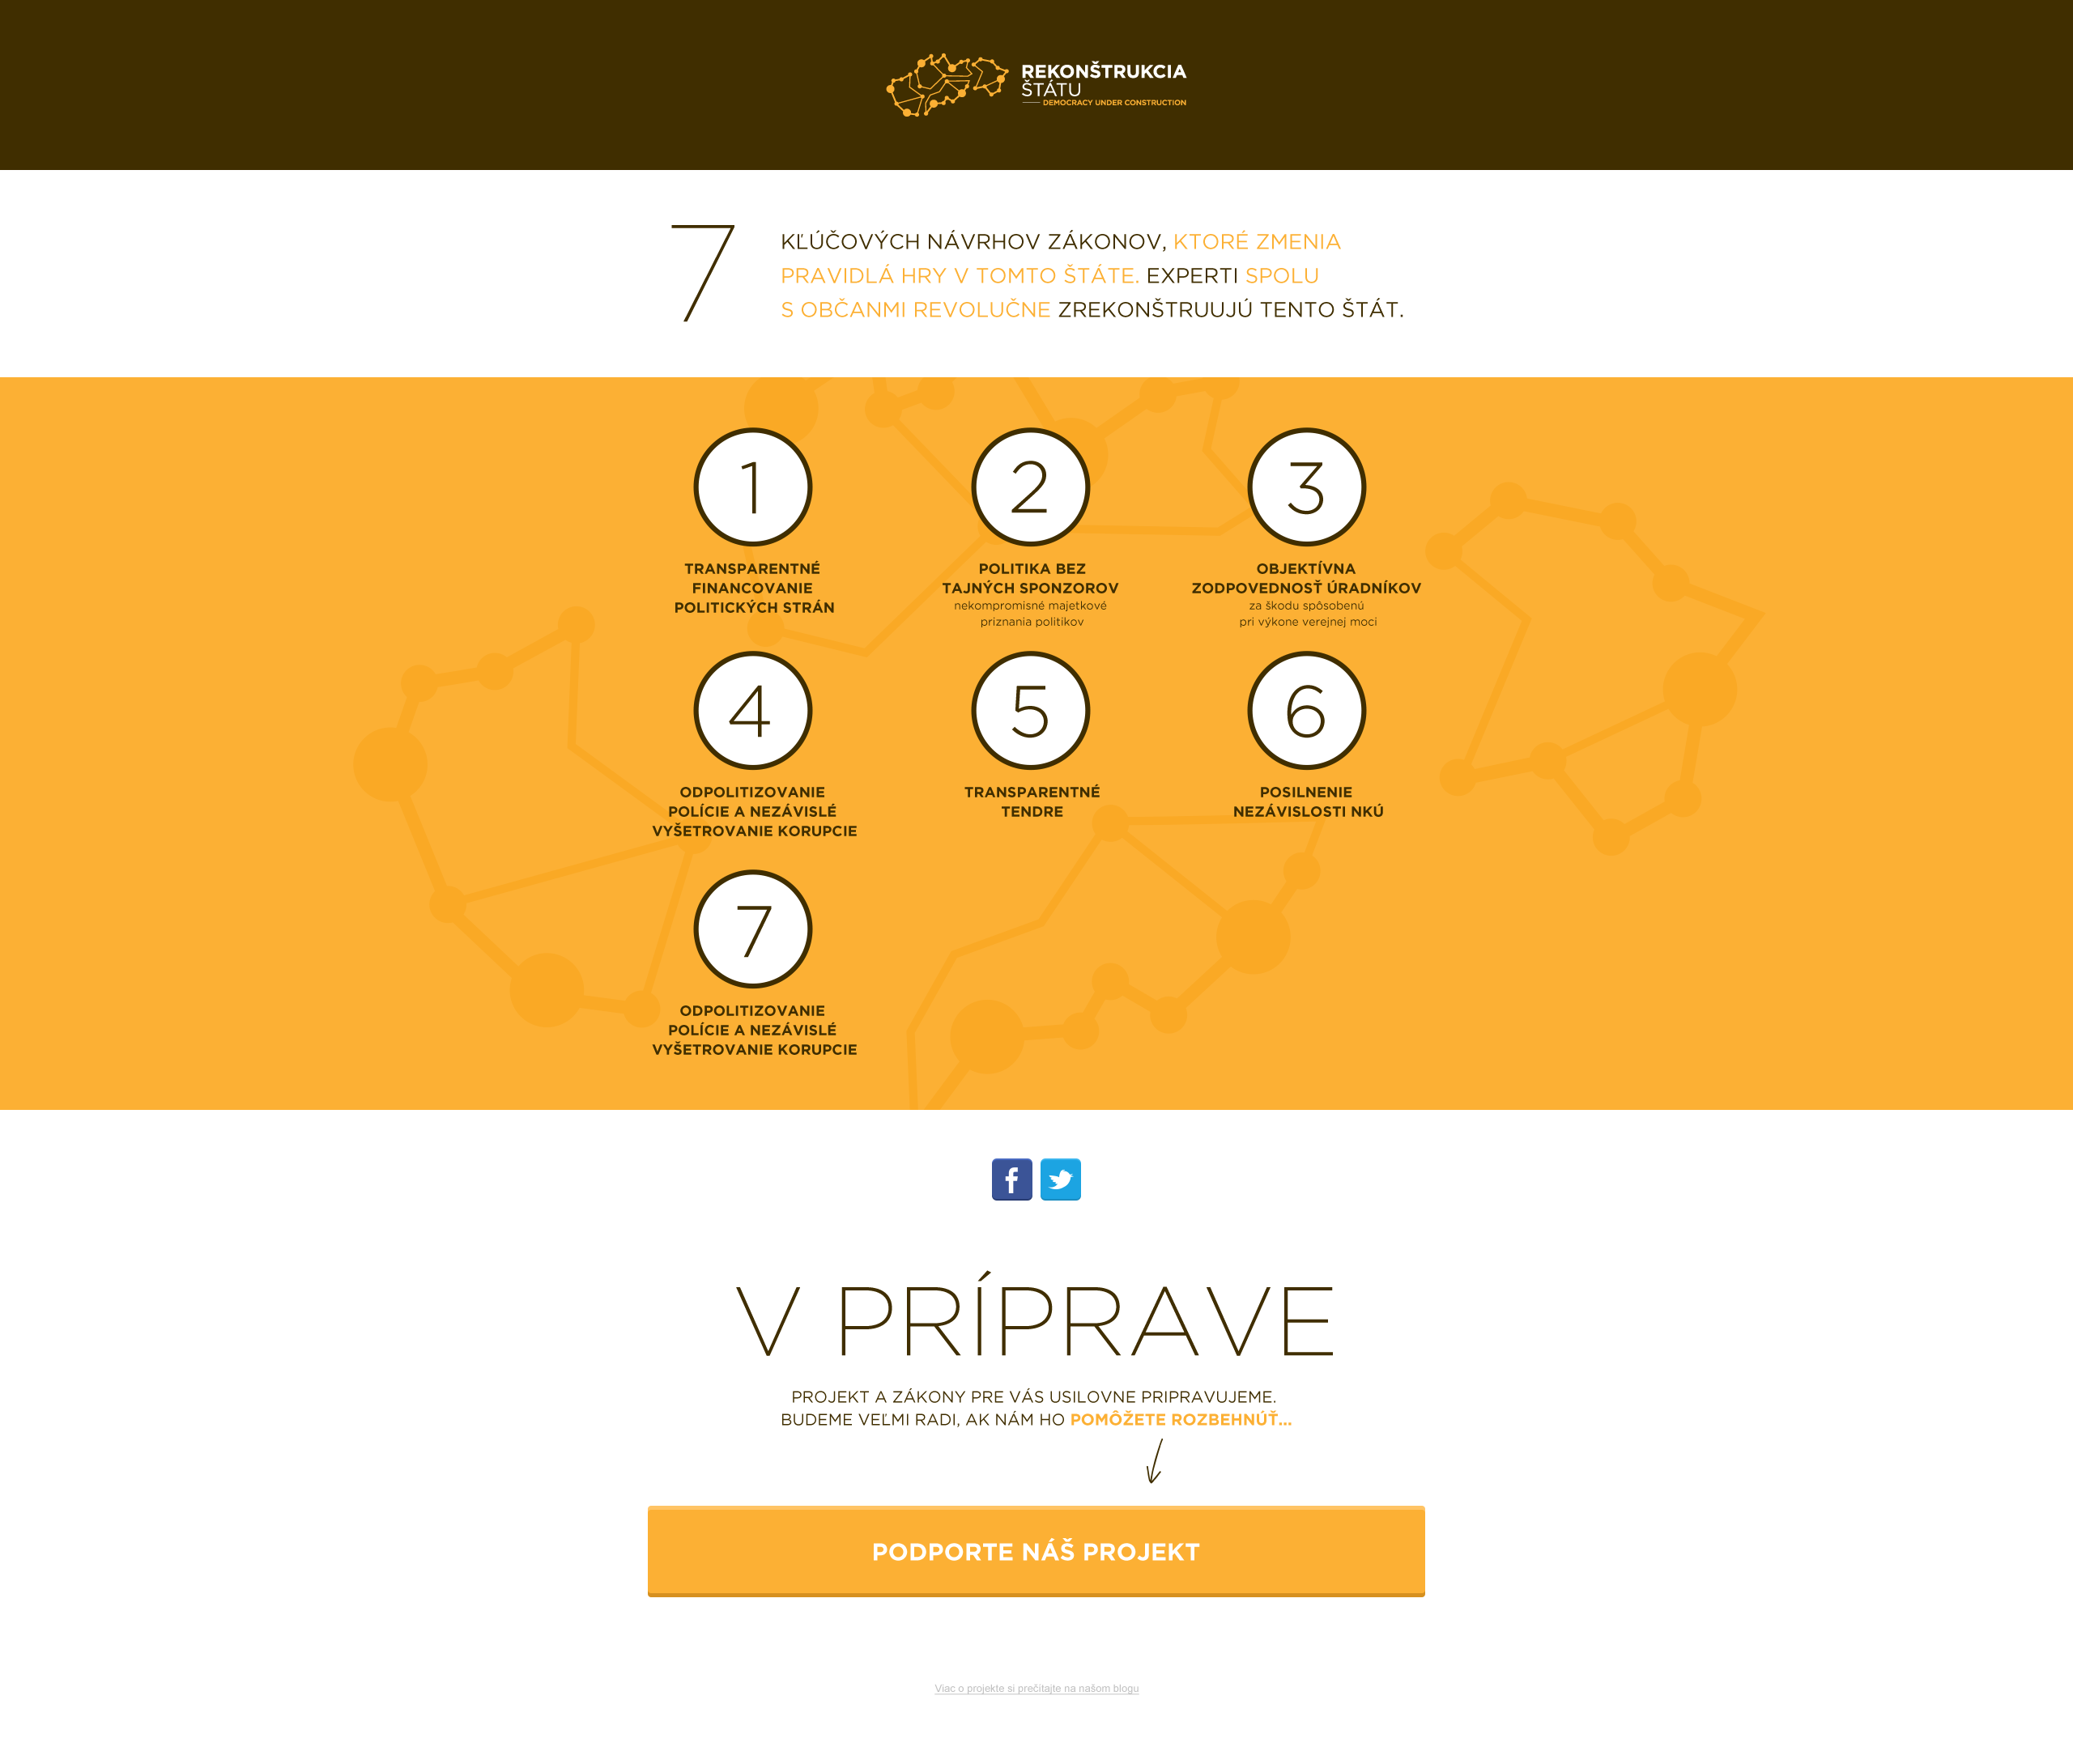 REKONŠTRUKCIA
ŠTÁTU
DEMOCRACY UNDER CONSTRUCTION
7
KĽÚČOVÝCH NÁVRHOV ZÁKONOV, KTORÉ ZMENIA
PRAVIDLÁ HRY V TOMTO ŠTÁTE. EXPERTI SPOLU
S OBČANMI REVOLUČNE ZREKONŠTRUUJÚ TENTO ŠTÁT.
1
TRANSPARENTNÉ
FINANCOVANIE
POLITICKÝCH STRÁN
2
POLITIKA BEZ
TAJNÝCH SPONZOROV
nekompromisné majetkové
priznania politikov
3
OBJEKTÍVNA
ZODPOVEDNOSŤ ÚRADNÍKOV
za škodu spôsobenú
pri výkone verejnej moci
4
ODPOLITIZOVANIE
POLÍCIE A NEZÁVISLÉ
VYŠETROVANIE KORUPCIE
5
TRANSPARENTNÉ
TENDRE
6
POSILNENIE
NEZÁVISLOSTI NKÚ
7
ODPOLITIZOVANIE
POLÍCIE A NEZÁVISLÉ
VYŠETROVANIE KORUPCIE
V PRÍPRAVE
PROJEKT A ZÁKONY PRE VÁS USILOVNE PRIPRAVUJEME.
BUDEME VEĽMI RADI, AK NÁM HO POMÔŽETE ROZBEHNÚŤ...
PODPORTE NÁŠ PROJEKT
Viac o projekte si prečítajte na našom blogu